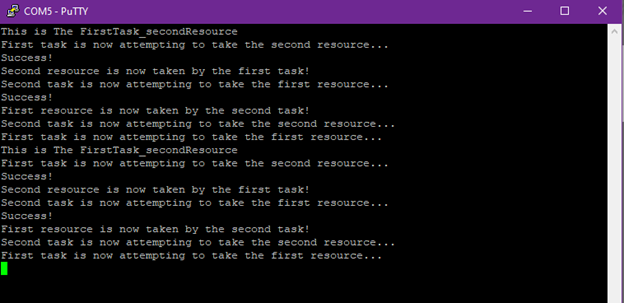 COM5 - PuTTY
This is The FirstTask_secondResource
First task is now attempting to take the second resource...
Success!
Second resource is now taken by the first task!
Second task is now attempting to take the first resource...
Success!
First resource is now taken by the second task!
Second task is now attempting to take the second resource...
First task is now attempting to take the first resource...
This is The FirstTask_secondResource
First task is now attempting to take the second resource...
Success!
Second resource is now taken by the first task!
Second task is now attempting to take the first resource...
Success!
First resource is now taken by the second task!
Second task is now attempting to take the second resource...
First task is now attempting to take the first resource...